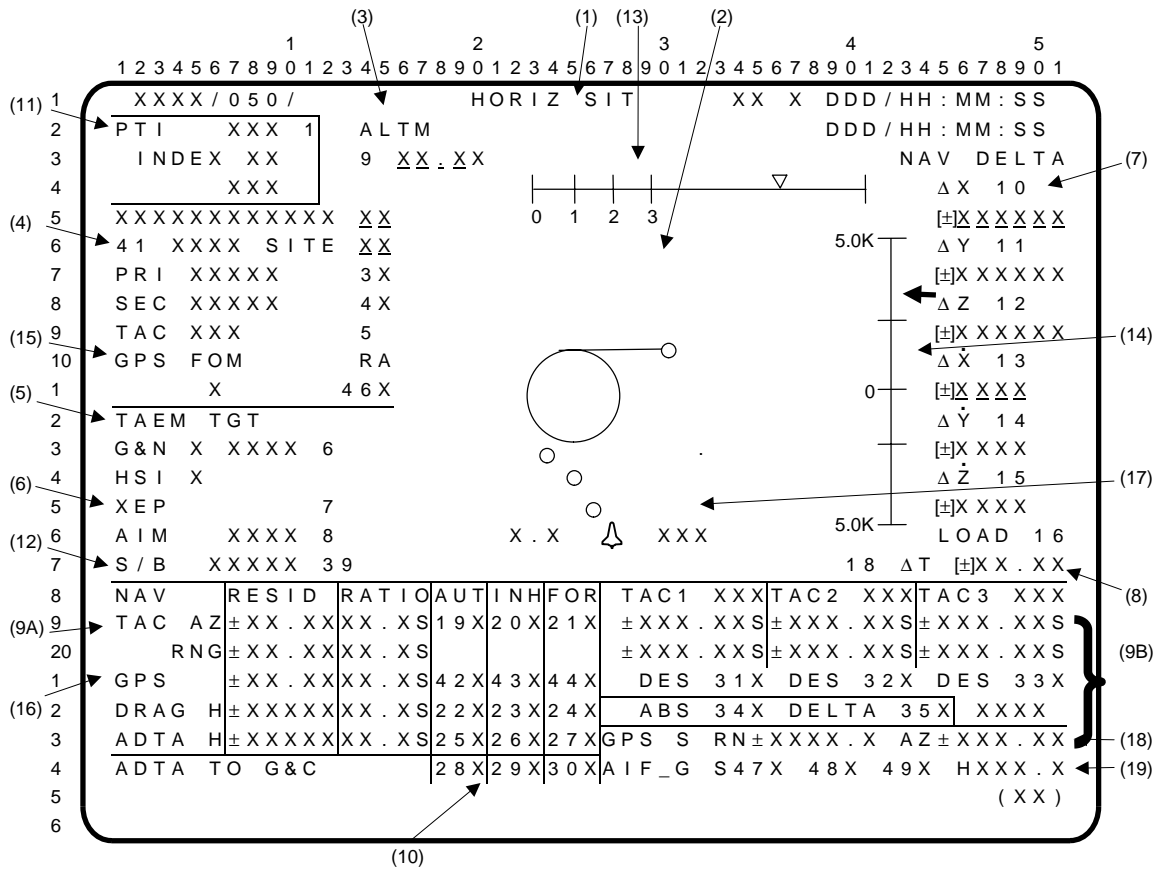 (3) (1) (13) (2)
1 2 3 4 5
1 2 3 4 5 6 7 8 9 0 1 2 3 4 5 6 7 8 9 0 1 2 3 4 5 6 7 8 9 0 1 2 3 4 5 6 7 8 9 0 1 2 3 4 5 6 7 8 9 0 1
1 XXXX/050/ HORIZ SIT XX X DDD/HH:MM:SS
(11)
2 PTI XXX 1 ALTM DDD/HH:MM:SS
3 INDEX XX 9 XX.XX NAV DELTA
(7)
4 XXX ΔX 10
0 1 2 3
5 XXXXXXXXXXXX XX [±]XXXXXX
(4)
6 41 XXXX SITE XX 5.0K ΔY 11
7 PRI XXXXX 3X [±]XXXXXX
8 SEC XXXXX 4X ΔZ 12
9 TAC XXX 5 [±]XXXXXX
(15) (14)
10 GPS FOM RA ΔẊ 13
1 X 46X 0 [±]XXXX
(5)
2 TAEM TGT ΔẎ 14
3 G&N X XXXX 6 . [±]XXXX
4 HSI X ΔŻ 15
(6) (17)
5 XEP 7 [±]XXXX
6 AIM XXXX 8 X.X XXX 5.0K LOAD 16
(12)
7 S/B XXXXX 39 18 ΔT [±]XX.XX
8 NAV RESID RATIO AUT INH FOR TAC1 XXX TAC2 XXX TAC3 XXX
(8)
9 TAC AZ ±XX.XX XX.XS 19X 20X 21X ±XXX.XXS ±XXX.XXS ±XXX.XXS
(9A)
20 RNG ±XX.XX XX.XS ±XXX.XXS ±XXX.XXS ±XXX.XXS (9B)
1 GPS ±XX.XX XX.XS 42X 43X 44X DES 31X DES 32X DES 33X
(16)
2 DRAG H ±XXXXX XX.XS 22X 23X 24X ABS 34X DELTA 35X XXXX
3 ADTA H ±XXXXX XX.XS 25X 26X 27X GPS S RN±XXXX.X AZ±XXX.XX (18)
4 ADTA TO G&C 28X 29X 30X AIF_G S47X 48X 49X HXXX.X (19)
5 (XX)
6
(10)